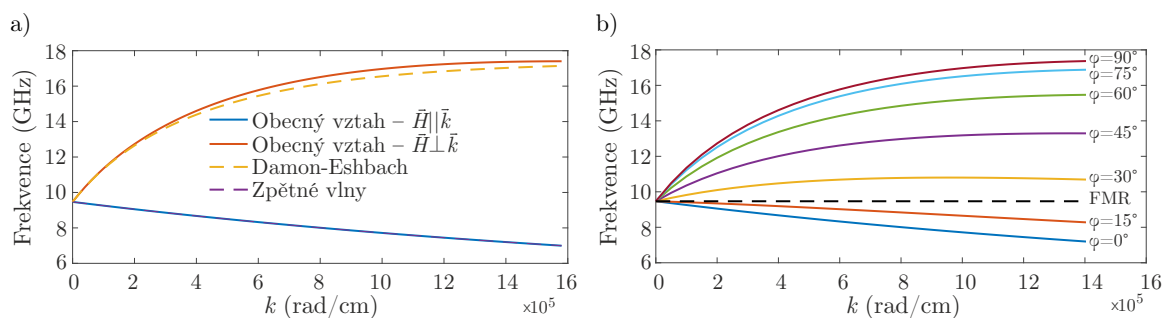 a)
Frekvence (GHz)
18
16
14
12
10
8
6
Obecný vztah – H̄||k̄
Obecný vztah – H̄⊥k̄
Damon-Eshbach
Zpětné vlny
0 2 4 6 8 10 12 14 16
k (rad/cm)
×10⁵
b)
Frekvence (GHz)
18
16
14
12
10
8
6
φ=90°
φ=75°
φ=60°
φ=45°
φ=30°
FMR
φ=15°
φ=0°
0 2 4 6 8 10 12 14 16
k (rad/cm)
×10⁵